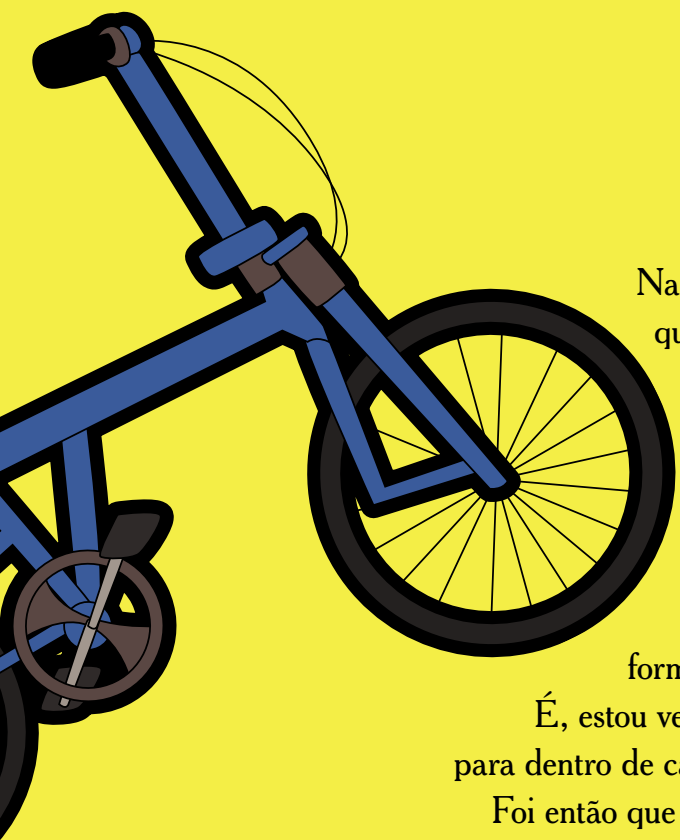 Na
qu
form
É, estou ve
para dentro de ca
Foi então que